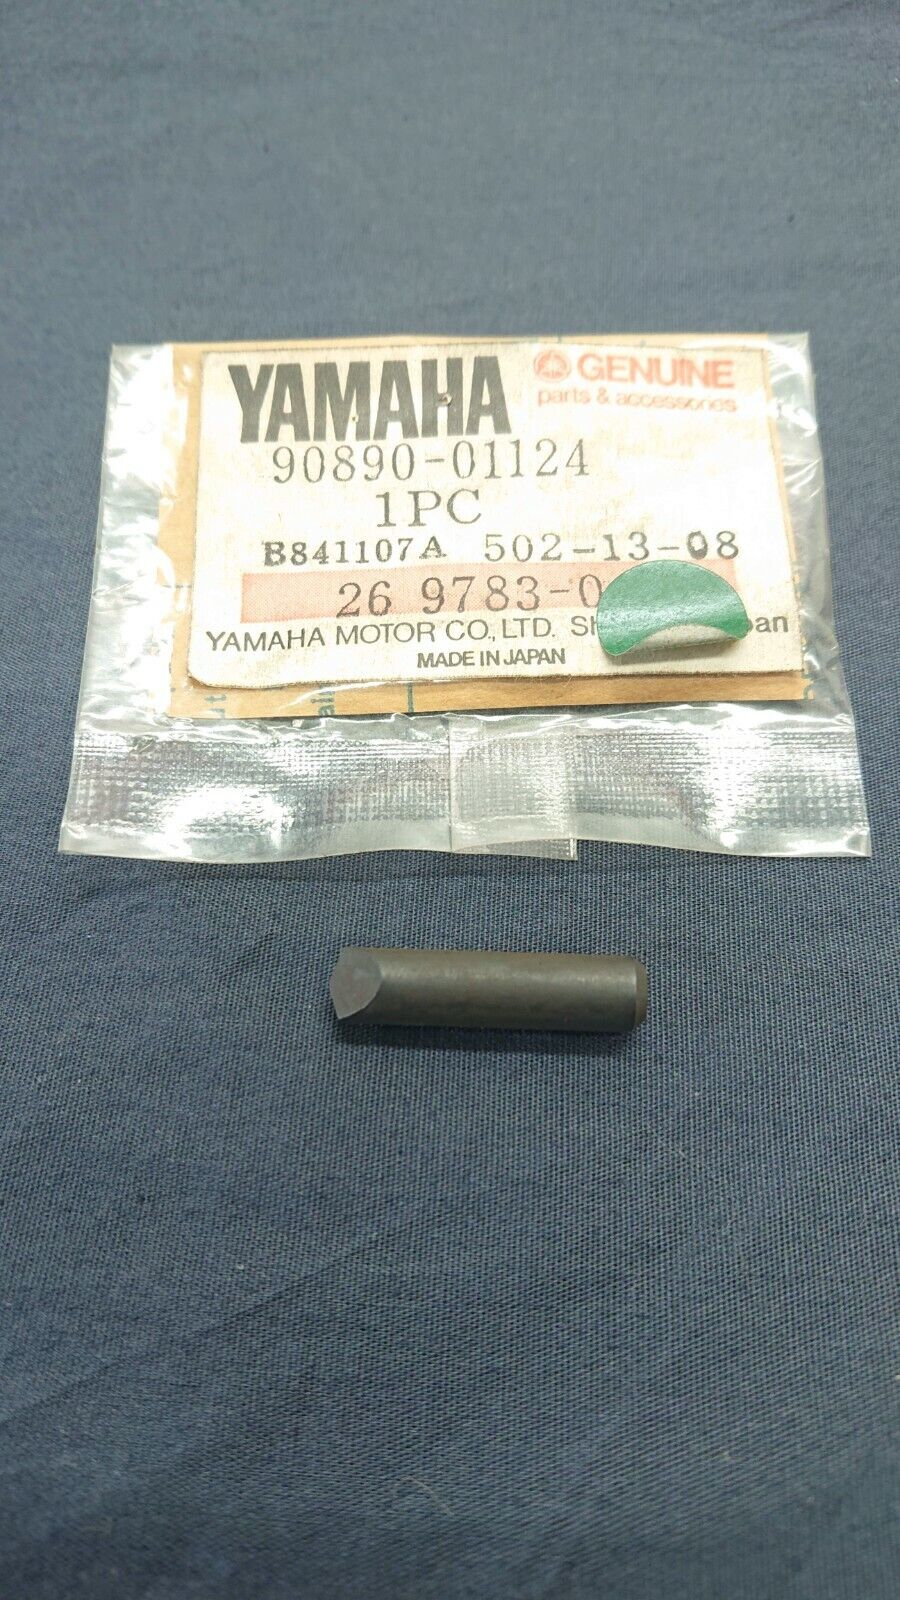 YAMAHA
GENUINE
parts & accessories
90890-01124
1PC
B841107A 502-13-08
26 9783-0
YAMAHA MOTOR CO., LTD.
MADE IN JAPAN